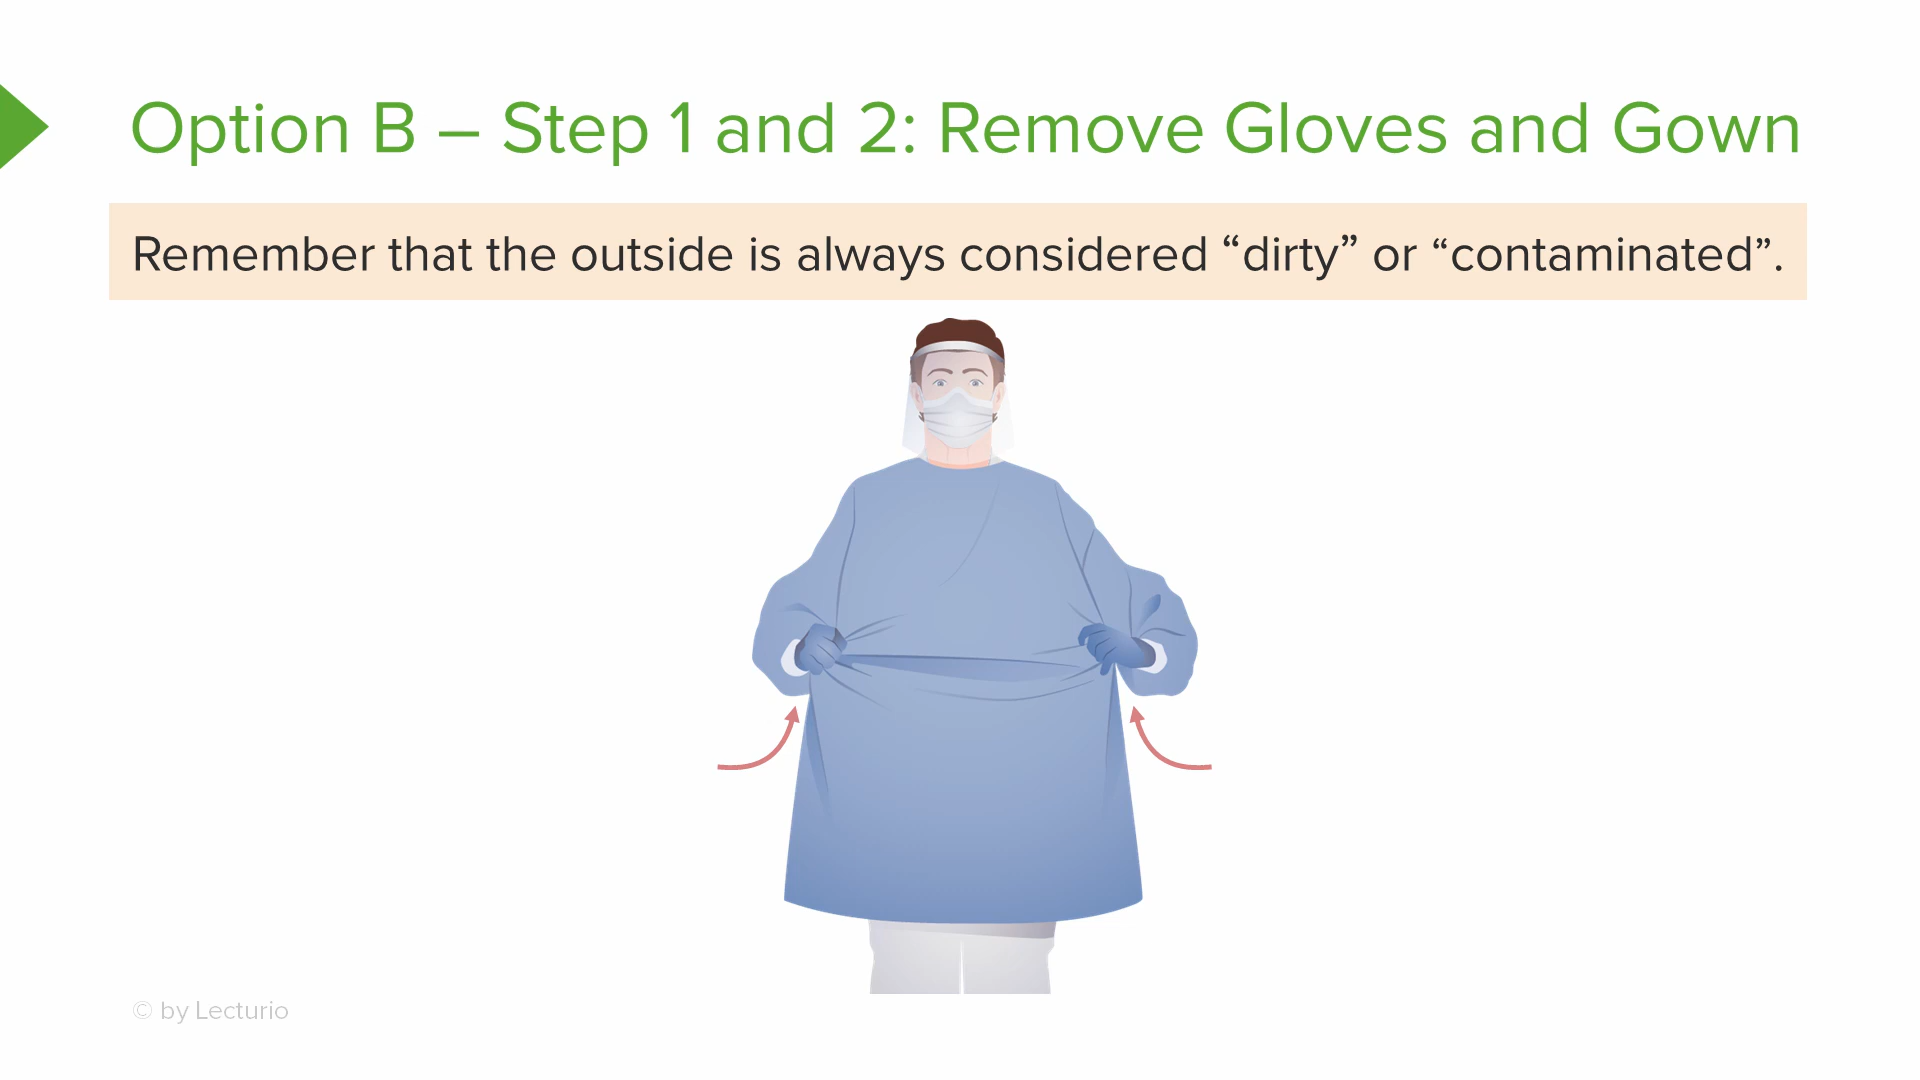 Option B – Step 1 and 2: Remove Gloves and Gown
Remember that the outside is always considered “dirty” or “contaminated”.
© by Lecturio